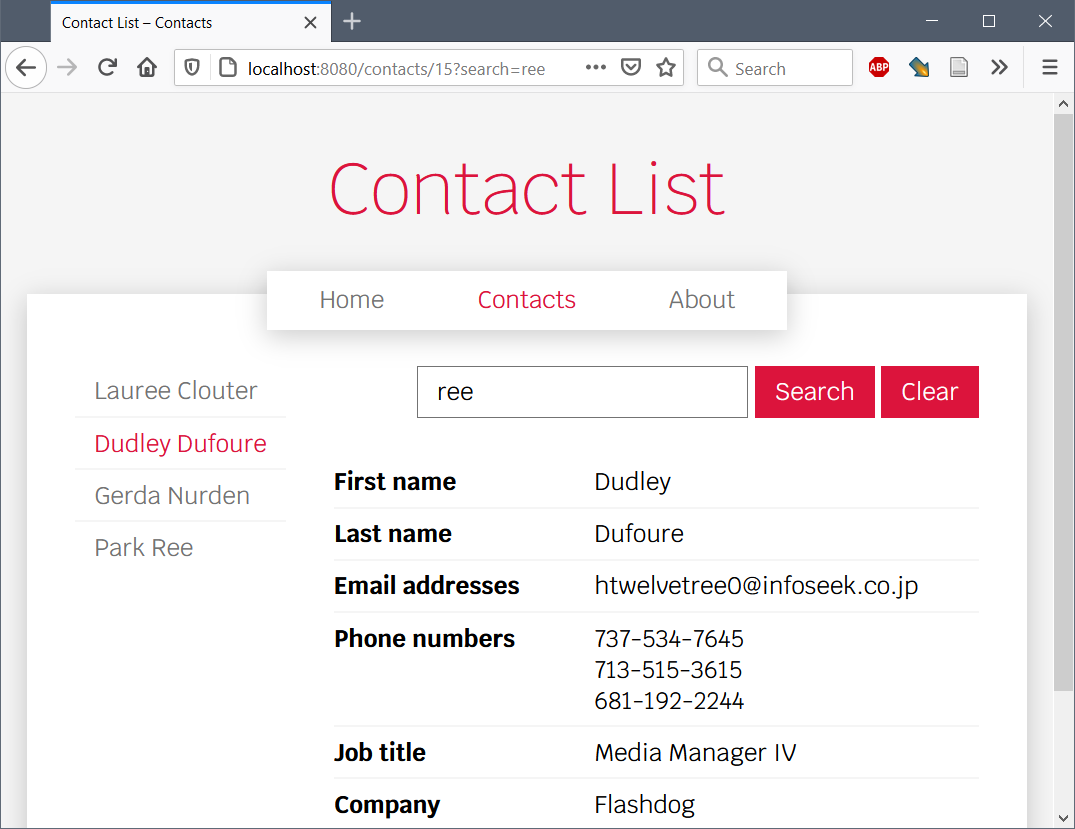 Contact List – Contacts
localhost:8080/contacts/15?search=ree
Search
ABP
Contact List
Home Contacts About
Lauree Clouter
Dudley Dufoure
Gerda Nurden
Park Ree
ree Search Clear
First name Dudley
Last name Dufoure
Email addresses htwelvetree0@infoseek.co.jp
Phone numbers 737-534-7645
713-515-3615
681-192-2244
Job title Media Manager IV
Company Flashdog